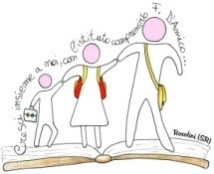 Cresci insieme a noi, con l'istituto comprensivo F. D'Amico...
Rosolini (SR)